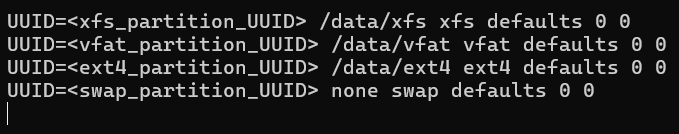 UUID=<xfs_partition_UUID> /data/xfs xfs defaults 0 0
UUID=<vfat_partition_UUID> /data/vfat vfat defaults 0 0
UUID=<ext4_partition_UUID> /data/ext4 ext4 defaults 0 0
UUID=<swap_partition_UUID> none swap defaults 0 0